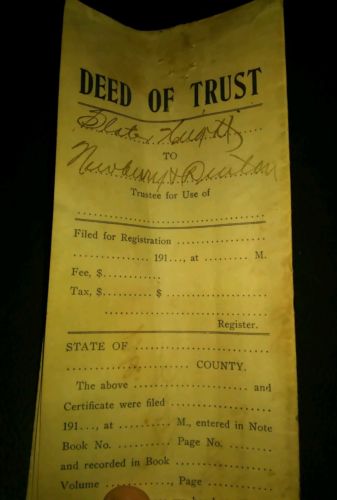 DEED OF TRUST
TO
Newbury & Denton
Trustee for Use of
Filed for Registration ....................
.................. 191..., at ......... M.
Fee, $............
Tax, $.......... $ ........................
Register.
STATE OF ................................
...................... COUNTY.
The above ................. and
Certificate were filed ..................
191..., at ......... M., entered in Note
Book No. .......... Page No. ........
and recorded in Book ..................
Volume ............, Page ..............